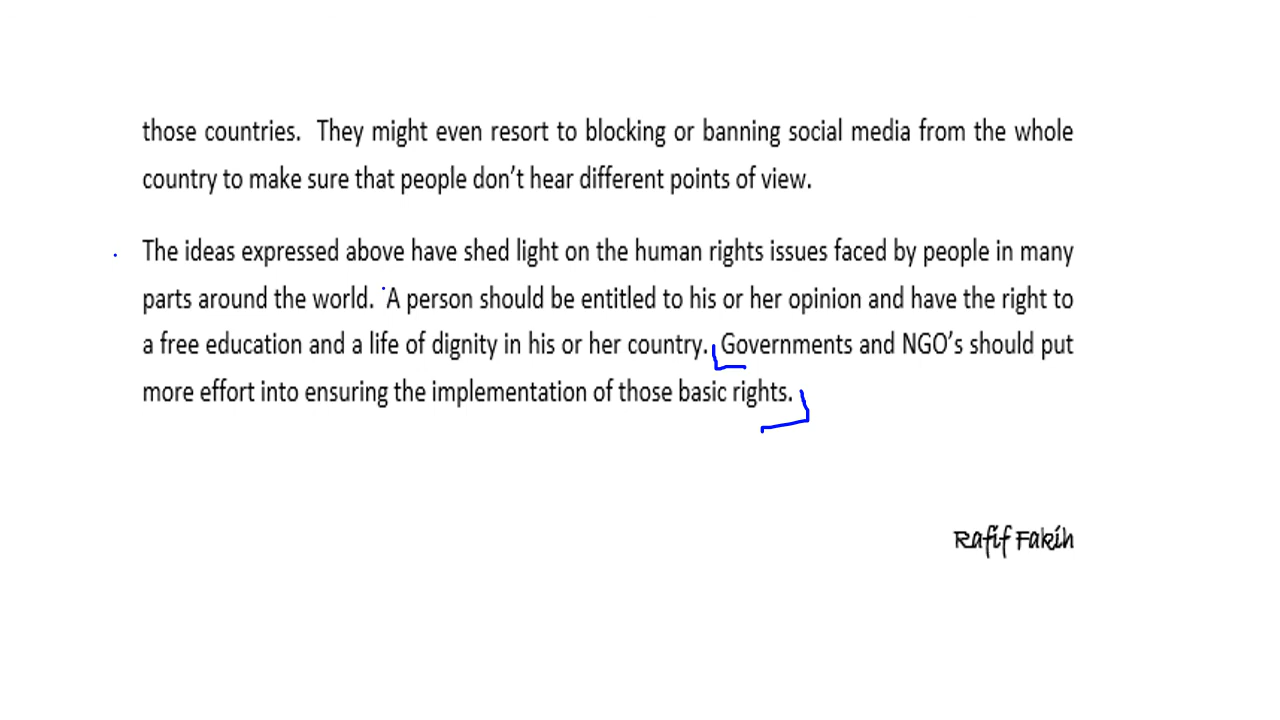 those countries.  They might even resort to blocking or banning social media from the whole
country to make sure that people don’t hear different points of view.
The ideas expressed above have shed light on the human rights issues faced by people in many
parts around the world.  A person should be entitled to his or her opinion and have the right to
a free education and a life of dignity in his or her country.  Governments and NGO’s should put
more effort into ensuring the implementation of those basic rights.
Rafif Fakih